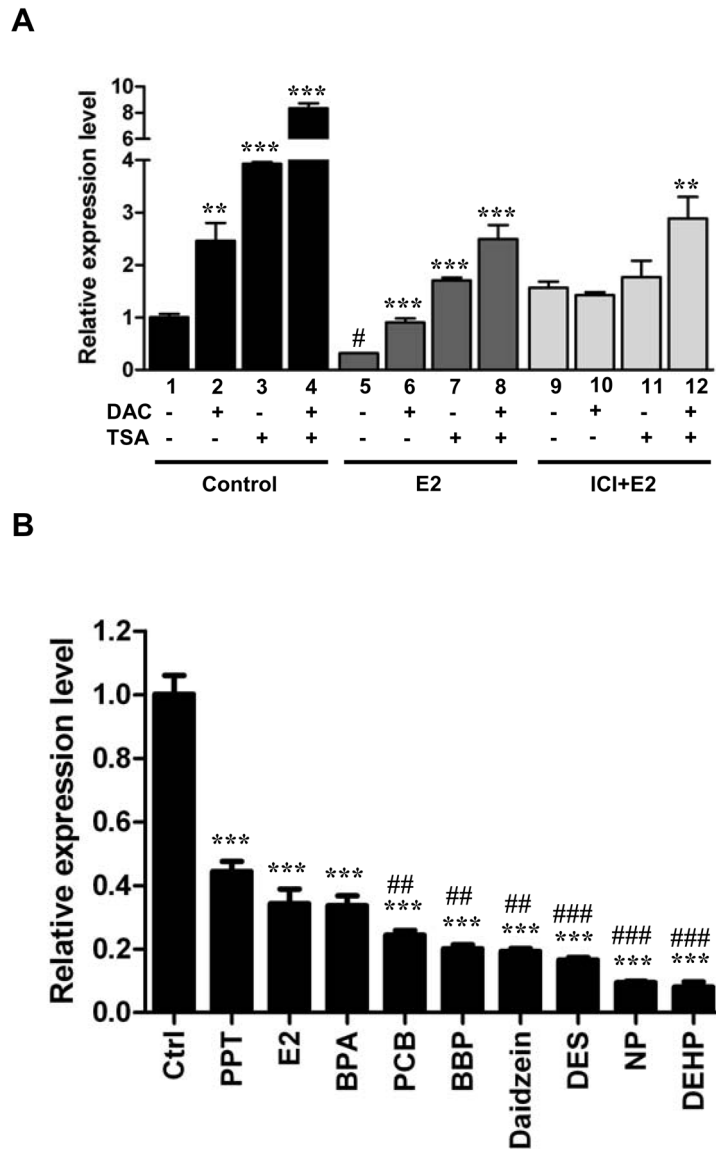 A
Relative expression level
10
8
6
4
3
2
1
0
***
***
**
#
***
***
***
**
1 2 3 4 5 6 7 8 9 10 11 12
DAC - + - + - + - + - + - +
TSA - - + + - - + + - - + +
Control E2 ICI+E2
B
Relative expression level
1.2
1.0
0.8
0.6
0.4
0.2
0.0
***
***
***
##
***
##
***
##
***
###
***
###
***
###
***
Ctrl
PPT
E2
BPA
PCB
BBP
Daidzein
DES
NP
DEHP